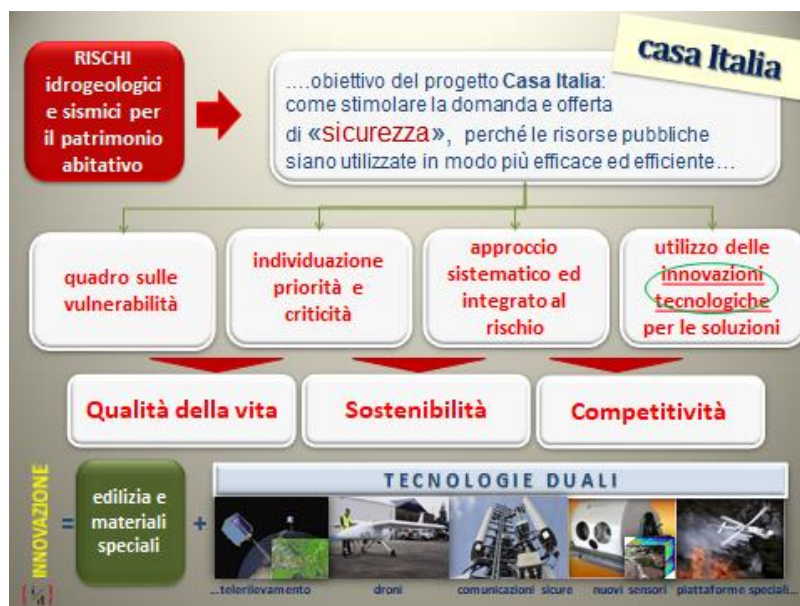 RISCHI
idrogeologici
e sismici per
il patrimonio
abitativo
casa Italia
….obiettivo del progetto Casa Italia:
come stimolare la domanda e offerta
di «sicurezza», perché le risorse pubbliche
siano utilizzate in modo più efficace ed efficiente…
quadro sulle
vulnerabilità
individuazione
priorità e
criticità
approccio
sistematico ed
integrato al
rischio
utilizzo delle
innovazioni
tecnologiche
per le soluzioni
Qualità della vita
Sostenibilità
Competitività
INNOVAZIONE
=
edilizia e
materiali
speciali
+
TECNOLOGIE DUALI
...telerilevamento
droni
comunicazioni sicure
nuovi sensori
piattaforme speciali...